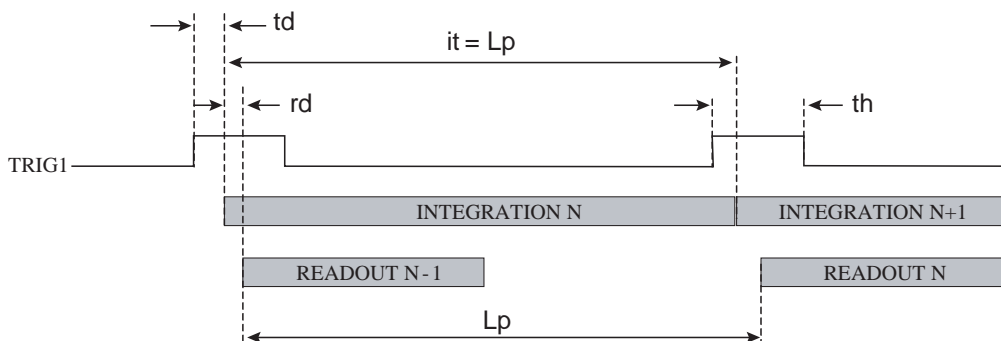 td
it = Lp
rd
th
TRIG1
INTEGRATION N
INTEGRATION N+1
READOUT N-1
READOUT N
Lp